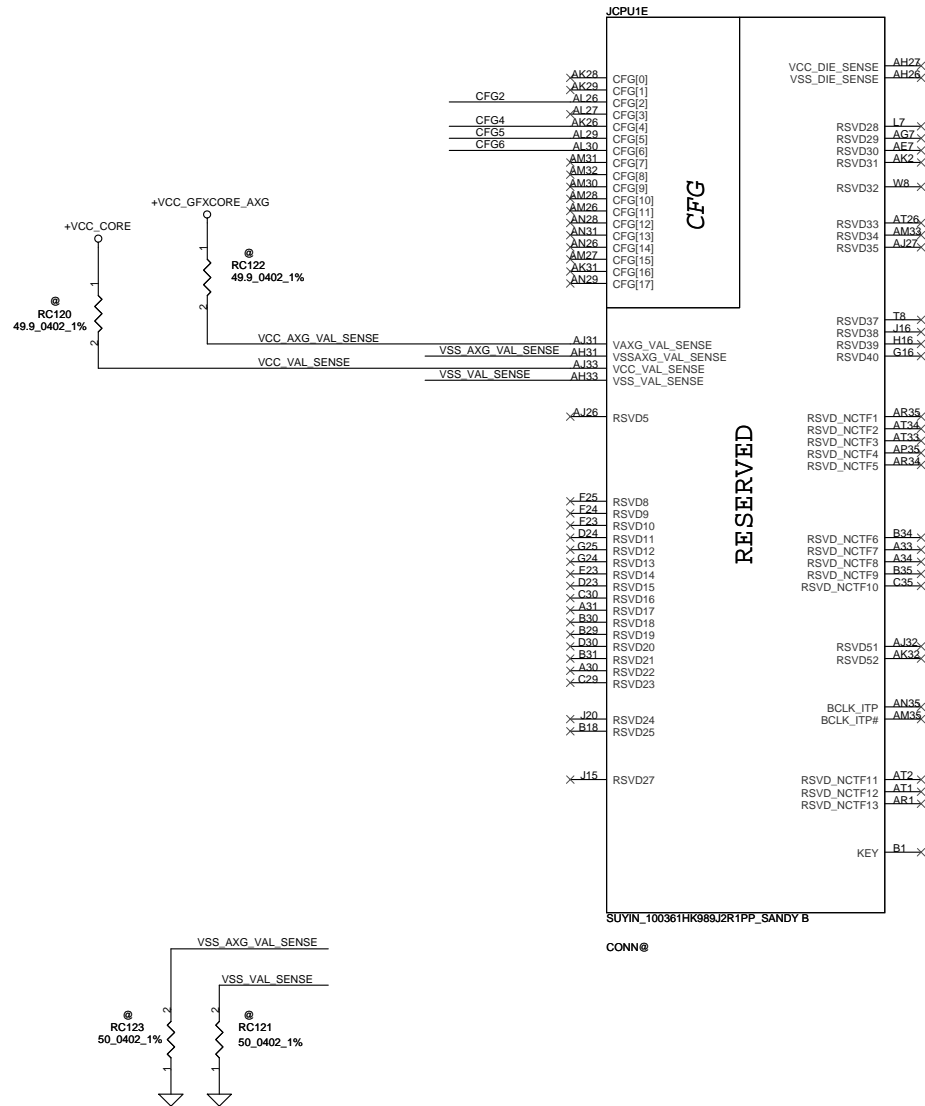 JCPU1E
AK28 CFG[0]
AK29 CFG[1]
CFG2 AL26 CFG[2]
AL27 CFG[3]
CFG4 AK26 CFG[4]
CFG5 AL29 CFG[5]
CFG6 AL30 CFG[6]
AM31 CFG[7]
AM32 CFG[8]
AM30 CFG[9]
AM28 CFG[10]
AM26 CFG[11]
AN28 CFG[12]
AN31 CFG[13]
AN26 CFG[14]
AM27 CFG[15]
AK31 CFG[16]
AN29 CFG[17]
CFG
VCC_DIE_SENSE AH27
VSS_DIE_SENSE AH26
RSVD28 L7
RSVD29 AG7
RSVD30 AE7
RSVD31 AK2
RSVD32 W8
RSVD33 AT26
RSVD34 AM33
RSVD35 AJ27
+VCC_GFXCORE_AXG
+VCC_CORE
1
@
RC122
49.9_0402_1%
2
1
@
RC120
49.9_0402_1%
2
VCC_AXG_VAL_SENSE AJ31 VAXG_VAL_SENSE
VSS_AXG_VAL_SENSE AH31 VSSAXG_VAL_SENSE
VCC_VAL_SENSE AJ33 VCC_VAL_SENSE
VSS_VAL_SENSE AH33 VSS_VAL_SENSE
RSVD37 T8
RSVD38 J16
RSVD39 H16
RSVD40 G16
AJ26 RSVD5
RESERVED
RSVD_NCTF1 AR35
RSVD_NCTF2 AT34
RSVD_NCTF3 AT33
RSVD_NCTF4 AP35
RSVD_NCTF5 AR34
F25 RSVD8
F24 RSVD9
F23 RSVD10
D24 RSVD11
G25 RSVD12
G24 RSVD13
E23 RSVD14
D23 RSVD15
C30 RSVD16
A31 RSVD17
B30 RSVD18
B29 RSVD19
D30 RSVD20
B31 RSVD21
A30 RSVD22
C29 RSVD23
RSVD_NCTF6 B34
RSVD_NCTF7 A33
RSVD_NCTF8 A34
RSVD_NCTF9 B35
RSVD_NCTF10 C35
RSVD51 AJ32
RSVD52 AK32
J20 RSVD24
B18 RSVD25
BCLK_ITP AN35
BCLK_ITP# AM35
J15 RSVD27
RSVD_NCTF11 AT2
RSVD_NCTF12 AT1
RSVD_NCTF13 AR1
KEY B1
SUYIN_100361HK989J2R1PP_SANDY B
CONN@
VSS_AXG_VAL_SENSE
VSS_VAL_SENSE
2
@
RC123
50_0402_1%
1
2
@
RC121
50_0402_1%
1